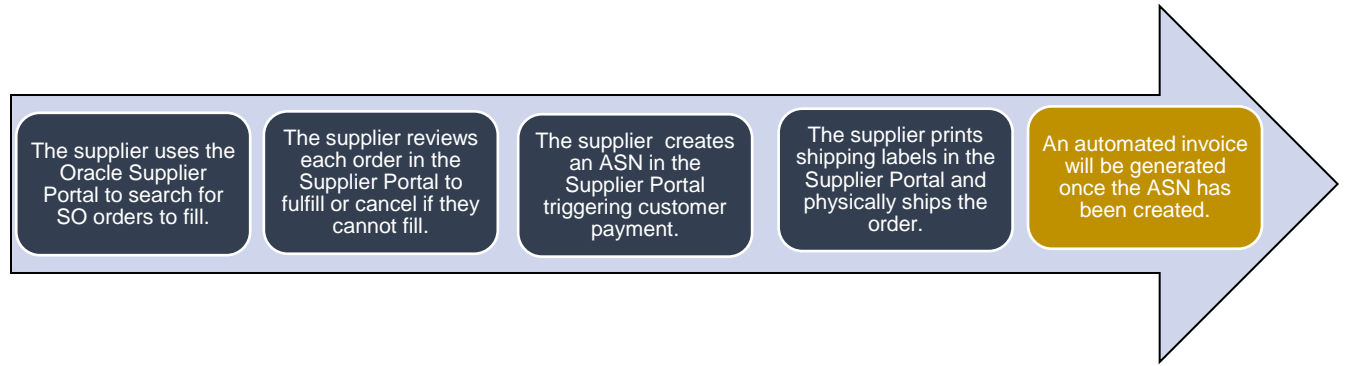 The supplier uses the
Oracle Supplier
Portal to search for
SO orders to fill.
The supplier reviews
each order in the
Supplier Portal to
fulfill or cancel if they
cannot fill.
The supplier  creates
an ASN in the
Supplier Portal
triggering customer
payment.
The supplier prints
shipping labels in the
Supplier Portal and
physically ships the
order.
An automated invoice
will be generated
once the ASN has
been created.